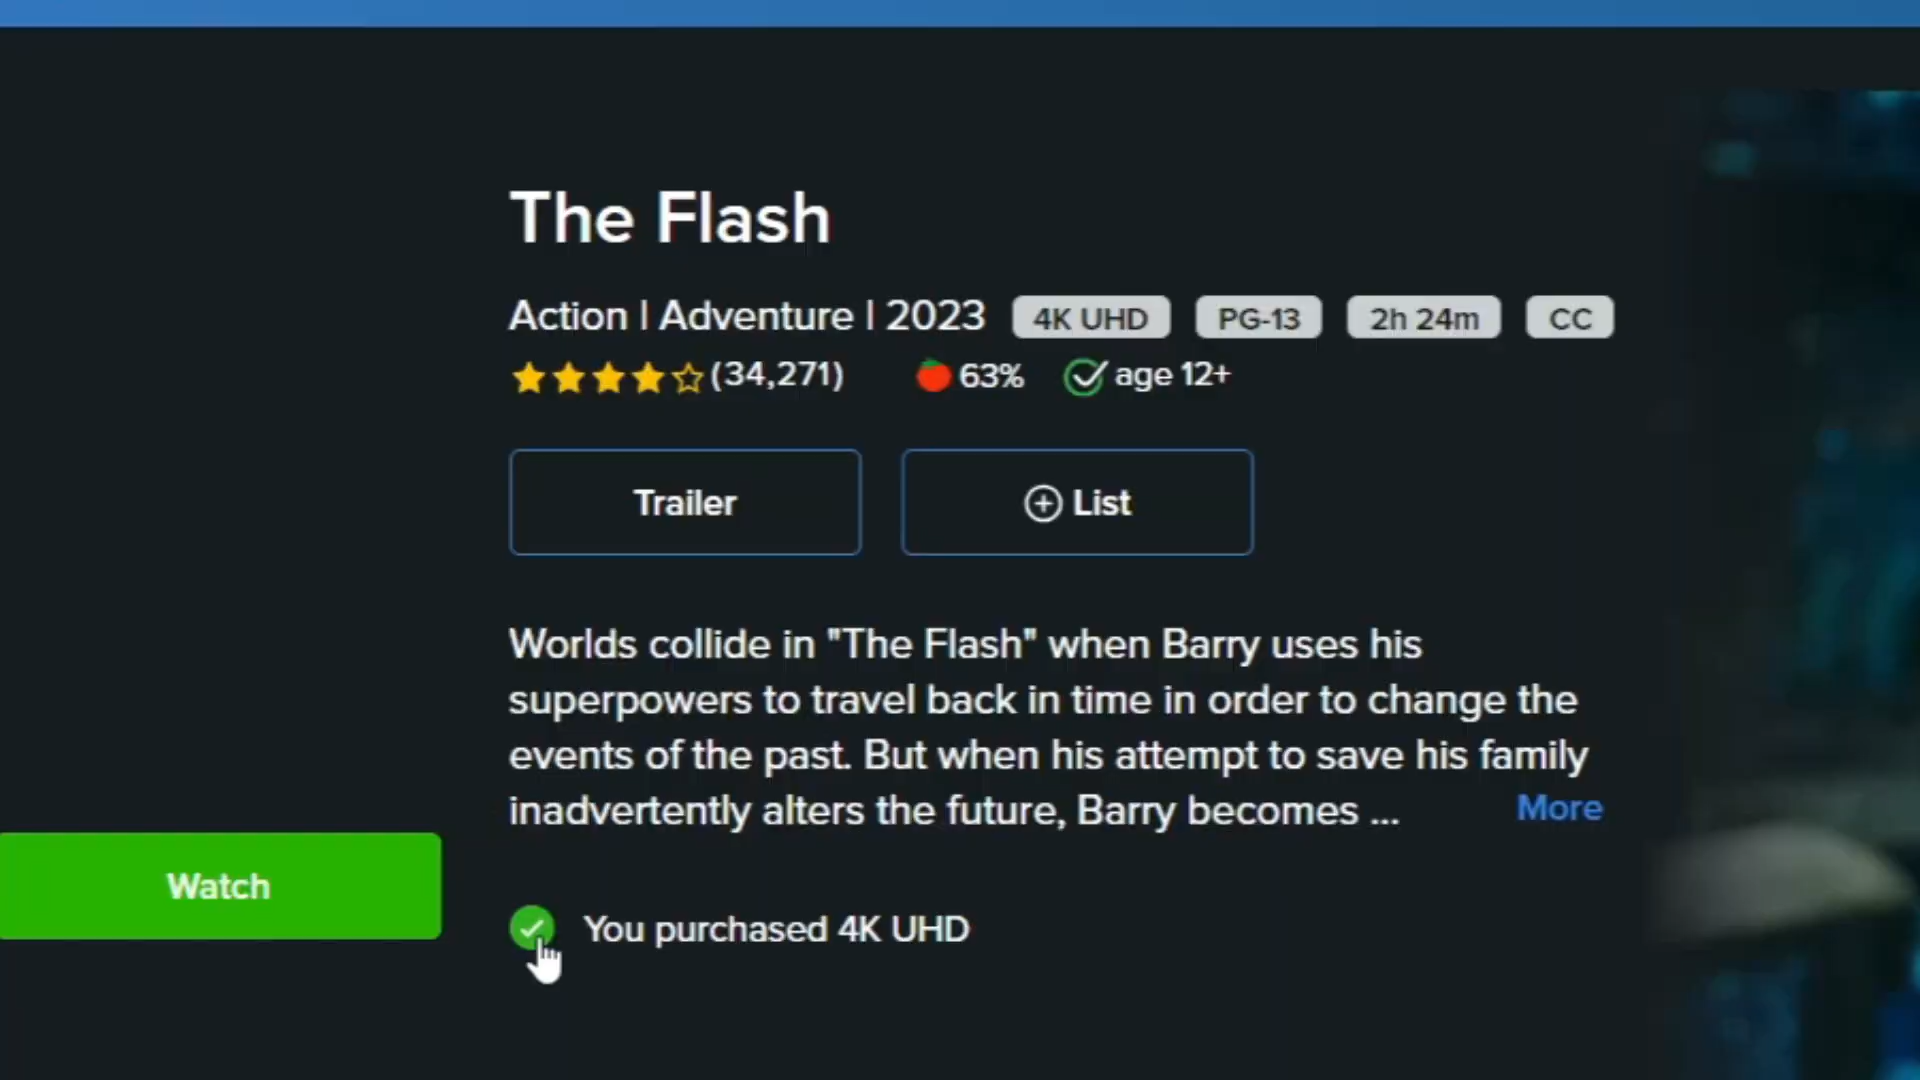 The Flash
Action | Adventure | 2023 4K UHD PG-13 2h 24m CC
(34,271) 63% age 12+
Trailer List
Worlds collide in "The Flash" when Barry uses his
superpowers to travel back in time in order to change the
events of the past. But when his attempt to save his family
inadvertently alters the future, Barry becomes ... More
Watch
You purchased 4K UHD